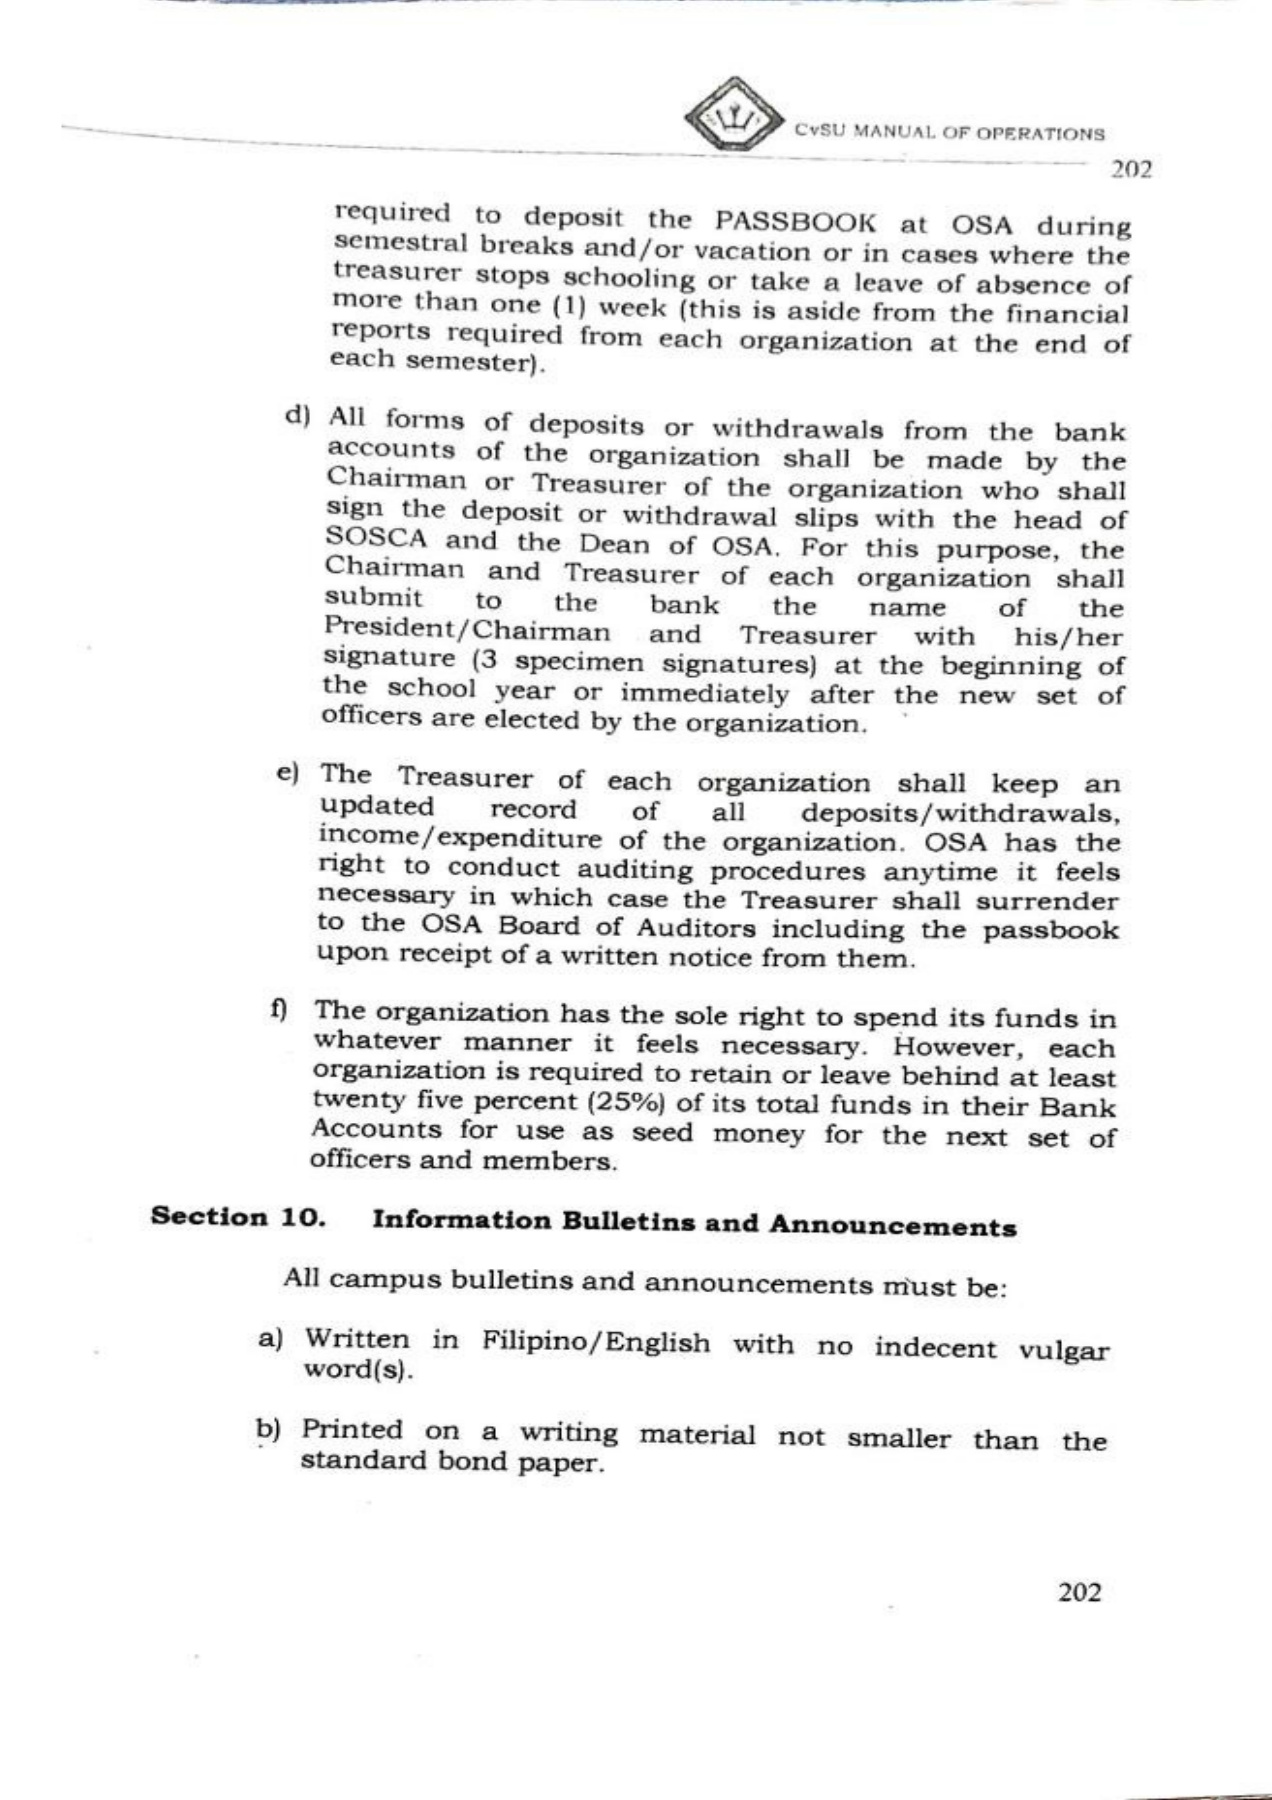 CvSU MANUAL OF OPERATIONS
202
required to deposit the PASSBOOK at OSA during
semestral breaks and/or vacation or in cases where the
treasurer stops schooling or take a leave of absence of
more than one (1) week (this is aside from the financial
reports required from each organization at the end of
each semester).
d) All forms of deposits or withdrawals from the bank
accounts of the organization shall be made by the
Chairman or Treasurer of the organization who shall
sign the deposit or withdrawal slips with the head of
SOSCA and the Dean of OSA. For this purpose, the
Chairman and Treasurer of each organization shall
submit to the bank the name of the
President/Chairman and Treasurer with his/her
signature (3 specimen signatures) at the beginning of
the school year or immediately after the new set of
officers are elected by the organization.
e) The Treasurer of each organization shall keep an
updated record of all deposits/withdrawals,
income/expenditure of the organization. OSA has the
right to conduct auditing procedures anytime it feels
necessary in which case the Treasurer shall surrender
to the OSA Board of Auditors including the passbook
upon receipt of a written notice from them.
f) The organization has the sole right to spend its funds in
whatever manner it feels necessary. However, each
organization is required to retain or leave behind at least
twenty five percent (25%) of its total funds in their Bank
Accounts for use as seed money for the next set of
officers and members.
Section 10. Information Bulletins and Announcements
All campus bulletins and announcements must be:
a) Written in Filipino/English with no indecent vulgar
word(s).
b) Printed on a writing material not smaller than the
standard bond paper.
202